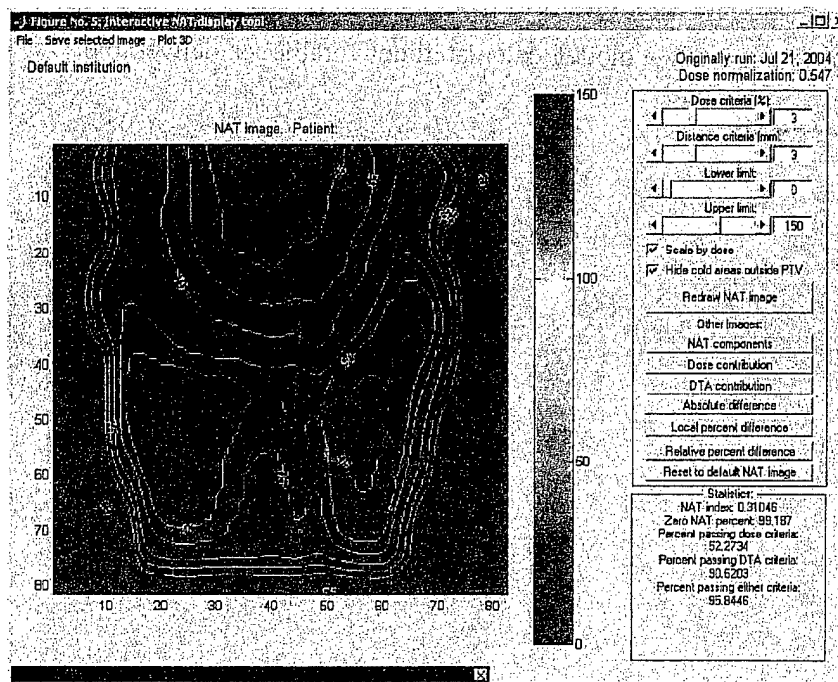 Figure No. 5: Interactive NAT display tool
File Save selected image Plot 3D
Default institution
Originally run: Jul 21, 2004
Dose normalization: 0.547
NAT Image, Patient:
10
20
30
40
50
60
70
80
10 20 30 40 50 60 70 80
150
100
50
0
Dose criteria (%):
3
Distance criteria (mm):
3
Lower limit:
0
Upper limit:
150
Scale by dose
Hide cold areas outside PTV
Redraw NAT image
Other Images:
NAT components
Dose contribution
DTA contribution
Absolute difference
Local percent difference
Relative percent difference
Reset to default NAT image
Statistics:
NAT index: 0.31046
Zero NAT percent: 99.187
Percent passing dose criteria:
52.2734
Percent passing DTA criteria:
90.6203
Percent passing either criteria:
95.8446